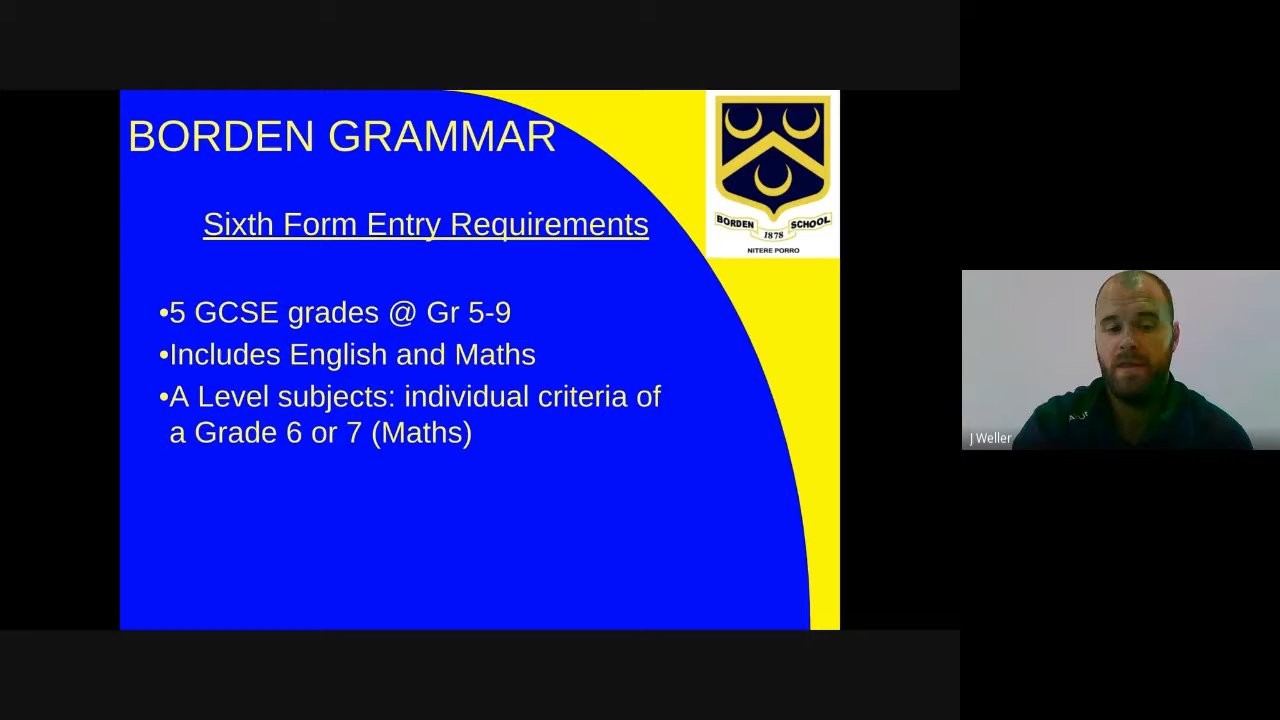 BORDEN GRAMMAR
BORDEN SCHOOL
1878
NITERE PORRO
Sixth Form Entry Requirements
•5 GCSE grades @ Gr 5-9
•Includes English and Maths
•A Level subjects: individual criteria of
a Grade 6 or 7 (Maths)
J Weller